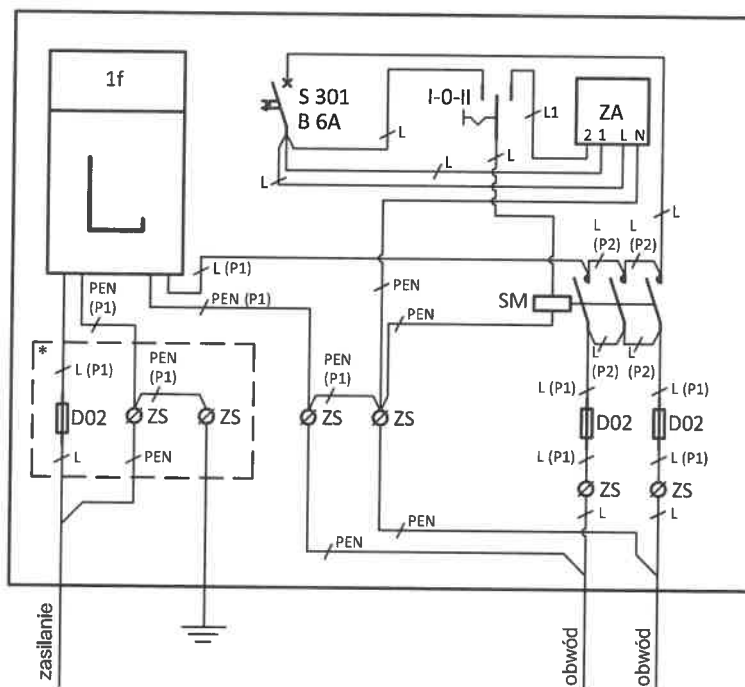 1f
S 301
B 6A
I-0-II
L1
ZA
2 1 L N
L
L
L
L
L
L
(P2)
L
(P2)
L (P1)
PEN
(P1)
PEN (P1)
PEN
SM
PEN
*
L (P1)
PEN
(P1)
PEN
(P1)
L
(P2)
L
(P2)
L (P1)
L (P1)
D02
ZS
ZS
ZS
ZS
D02
D02
L
PEN
L (P1)
L (P1)
ZS
ZS
L
L
PEN
PEN
zasilanie
obwód
obwód